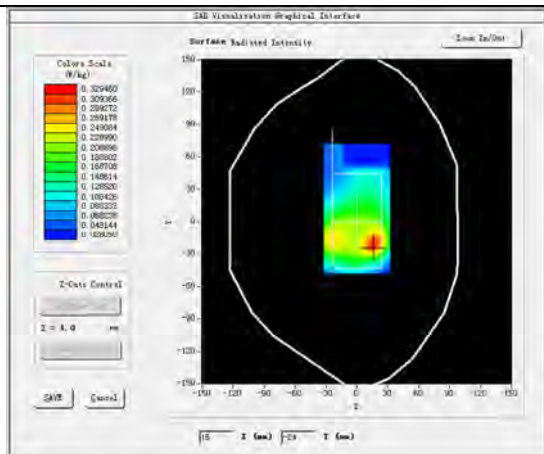 SAR Visualisation Graphical Interface
Surface Radiated Intensity
Zoom In/Out
Colors Scale
(W/kg)
0.329460
0.309366
0.289272
0.269178
0.249084
0.228990
0.208896
0.188802
0.168708
0.148614
0.128520
0.108426
0.088332
0.068238
0.048144
0.028050
150
120
90
60
30
0
-30
-60
-90
-120
-150
Y
-150 -120 -90 -60 -30 0 30 60 90 120 150
X
Z-Cuts Control
Z = 4.0 mm
SAVE
Cancel
X (mm)
Y (mm)